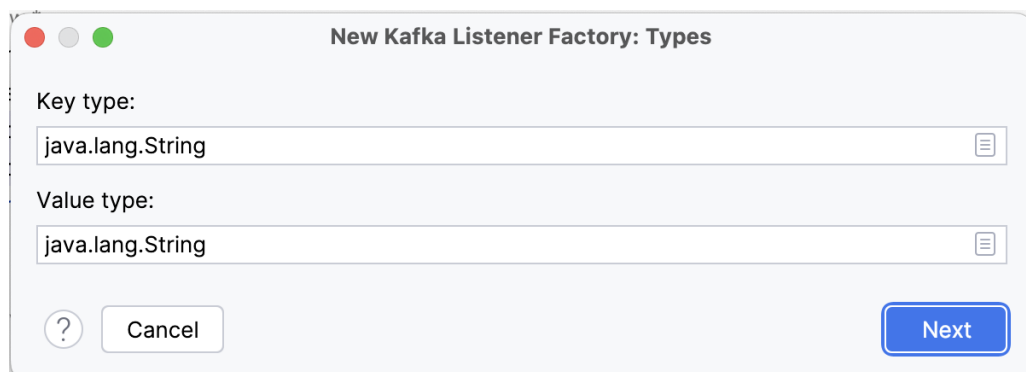 New Kafka Listener Factory: Types
Key type:
java.lang.String
Value type:
java.lang.String
? Cancel Next